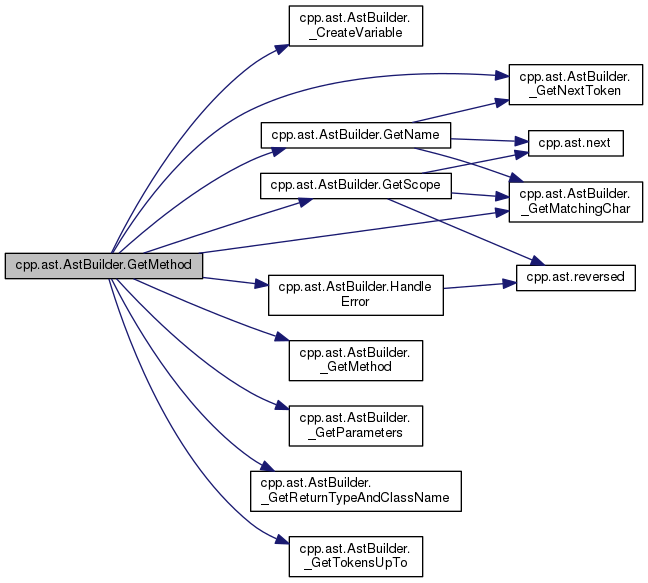 cpp.ast.AstBuilder.
_CreateVariable
cpp.ast.AstBuilder.
_GetNextToken
cpp.ast.AstBuilder.GetName
cpp.ast.next
cpp.ast.AstBuilder.GetScope
cpp.ast.AstBuilder.
_GetMatchingChar
cpp.ast.AstBuilder.GetMethod
cpp.ast.reversed
cpp.ast.AstBuilder.Handle
Error
cpp.ast.AstBuilder.
_GetMethod
cpp.ast.AstBuilder.
_GetParameters
cpp.ast.AstBuilder.
_GetReturnTypeAndClassName
cpp.ast.AstBuilder.
_GetTokensUpTo